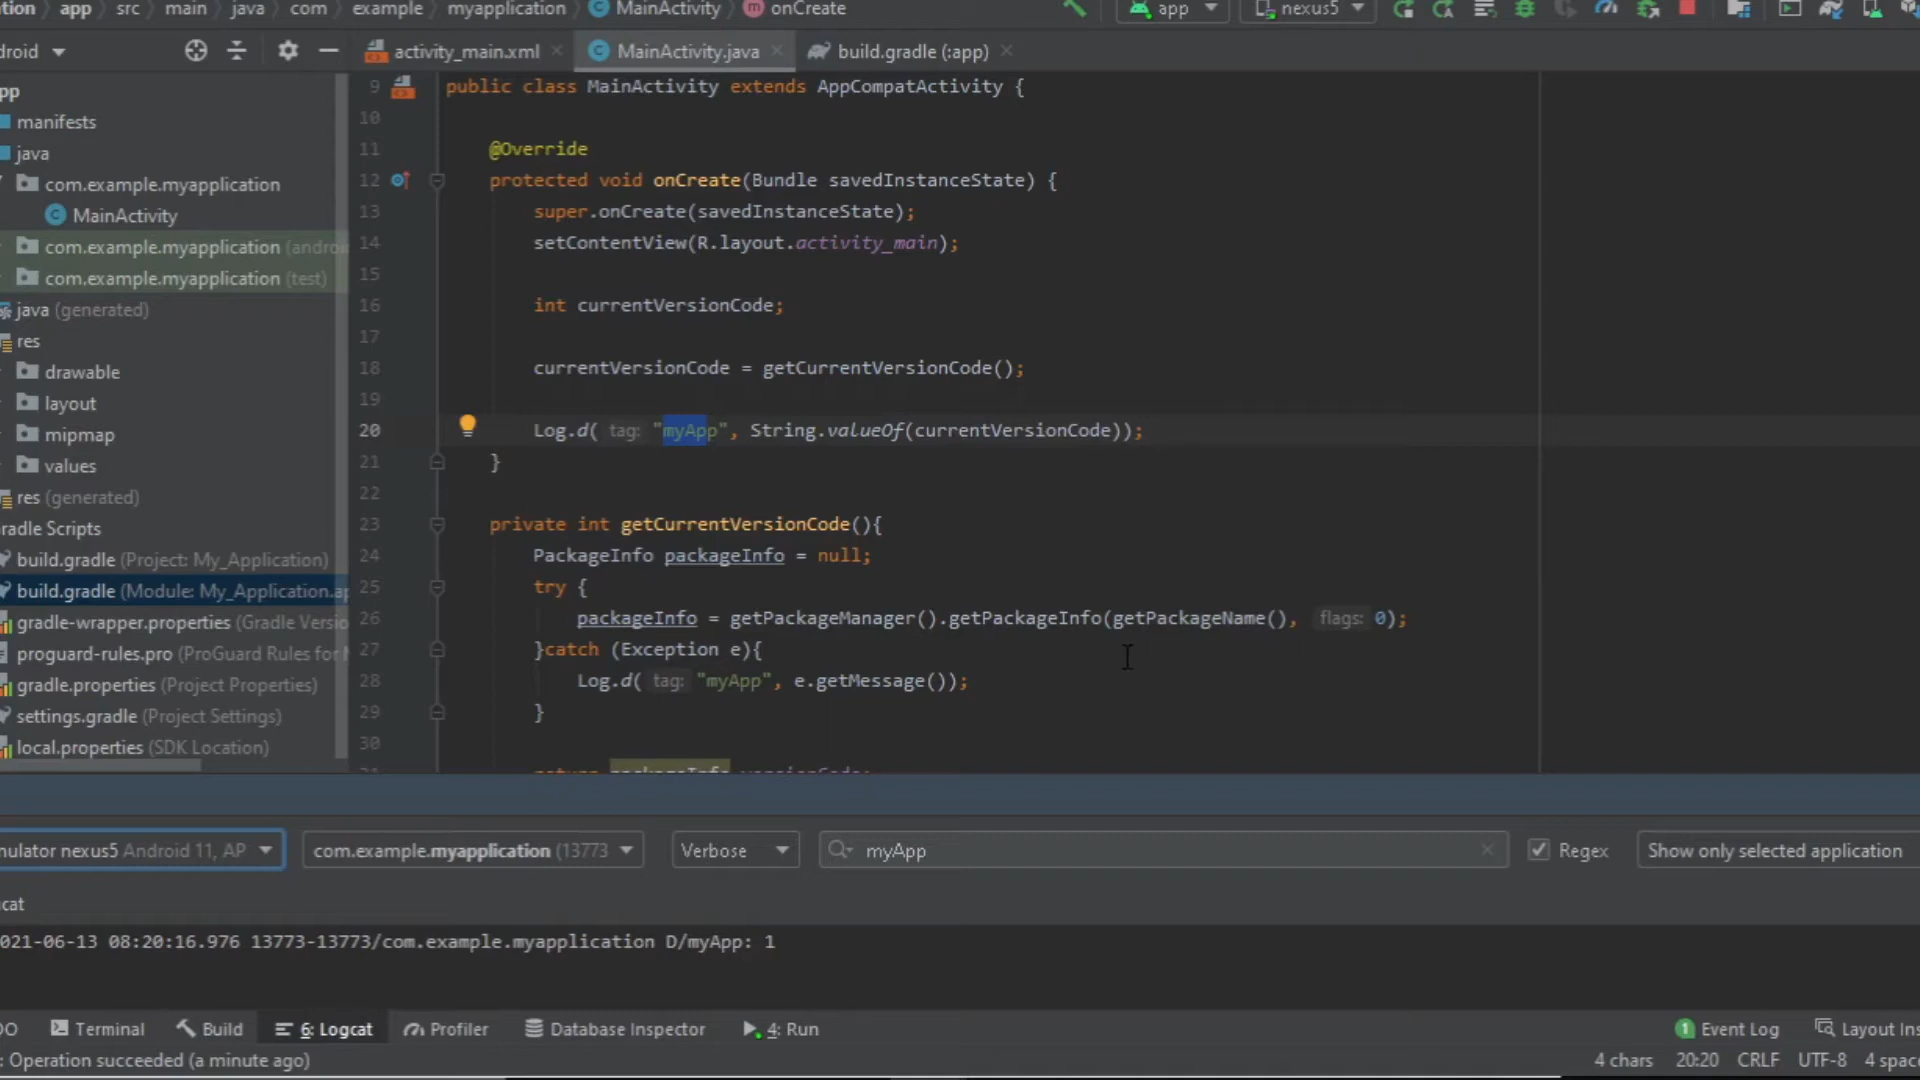 tion app src main java com example myapplication MainActivity onCreate app nexus5
droid activity_main.xml MainActivity.java build.gradle (:app)
pp
manifests
java
com.example.myapplication
MainActivity
com.example.myapplication (androi
com.example.myapplication (test)
java (generated)
res
drawable
layout
mipmap
values
res (generated)
radle Scripts
build.gradle (Project: My_Application)
build.gradle (Module: My_Application.ap
gradle-wrapper.properties (Gradle Versio
proguard-rules.pro (ProGuard Rules for M
gradle.properties (Project Properties)
settings.gradle (Project Settings)
local.properties (SDK Location)
9 public class MainActivity extends AppCompatActivity {
10
11 @Override
12 protected void onCreate(Bundle savedInstanceState) {
13 super.onCreate(savedInstanceState);
14 setContentView(R.layout.activity_main);
15
16 int currentVersionCode;
17
18 currentVersionCode = getCurrentVersionCode();
19
20 Log.d( tag: "myApp", String.valueOf(currentVersionCode));
21 }
22
23 private int getCurrentVersionCode(){
24 PackageInfo packageInfo = null;
25 try {
26 packageInfo = getPackageManager().getPackageInfo(getPackageName(), flags: 0);
27 }catch (Exception e){
28 Log.d( tag: "myApp", e.getMessage());
29 }
30
return packageInfo.versionCode;
mulator nexus5 Android 11, AP com.example.myapplication (13773 Verbose myApp Regex Show only selected application
cat
021-06-13 08:20:16.976 13773-13773/com.example.myapplication D/myApp: 1
DO Terminal Build 6: Logcat Profiler Database Inspector 4: Run 1 Event Log Layout Ins
: Operation succeeded (a minute ago) 4 chars 20:20 CRLF UTF-8 4 space